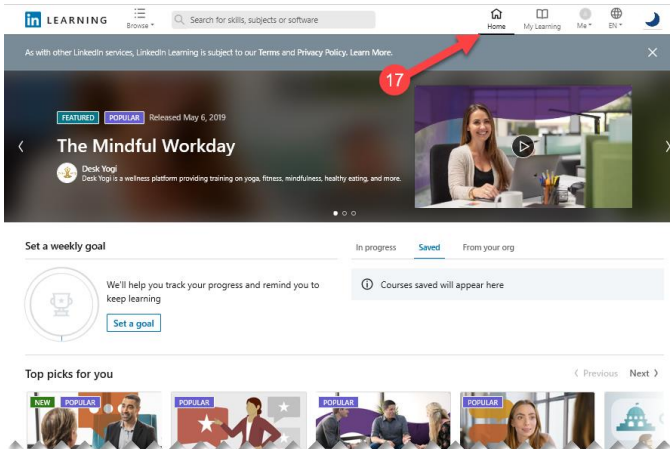 in LEARNING
Browse
Search for skills, subjects or software
Home
My Learning
Me
EN
As with other LinkedIn services, LinkedIn Learning is subject to our Terms and Privacy Policy. Learn More.
17
FEATURED POPULAR Released May 6, 2019
The Mindful Workday
Desk Yogi
Desk Yogi is a wellness platform providing training on yoga, fitness, mindfulness, healthy eating, and more.
Set a weekly goal
In progress Saved From your org
We'll help you track your progress and remind you to
keep learning
Set a goal
Courses saved will appear here
Top picks for you
Previous Next
NEW POPULAR
POPULAR
POPULAR
POPULAR